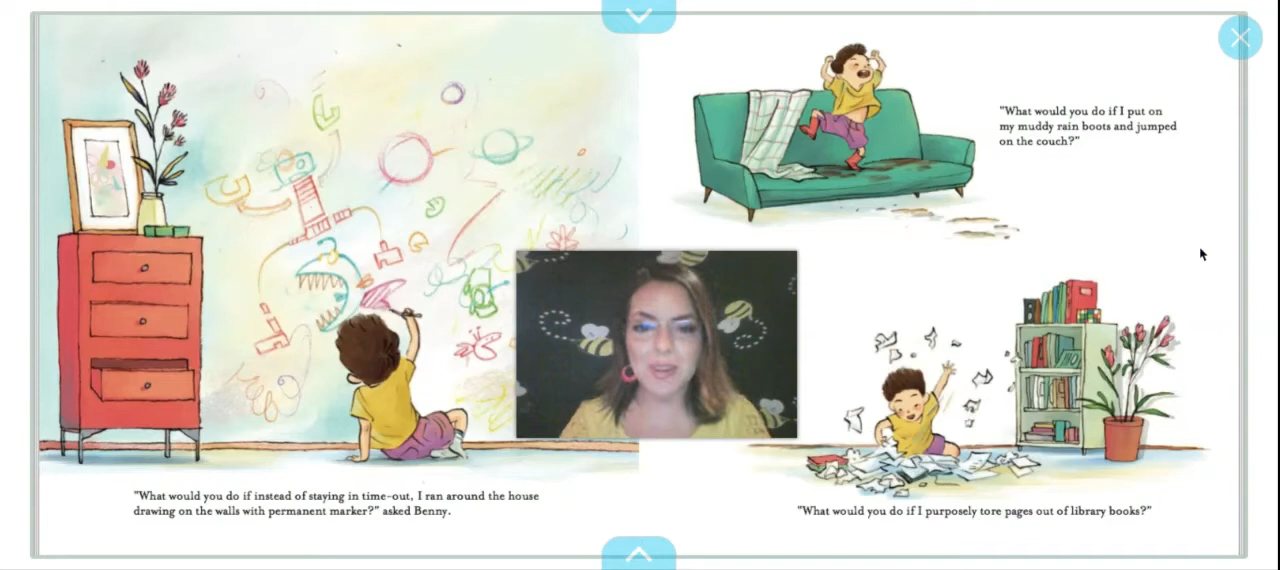 "What would you do if instead of staying in time-out, I ran around the house
drawing on the walls with permanent marker?" asked Benny.
"What would you do if I put on
my muddy rain boots and jumped
on the couch?"
"What would you do if I purposely tore pages out of library books?"